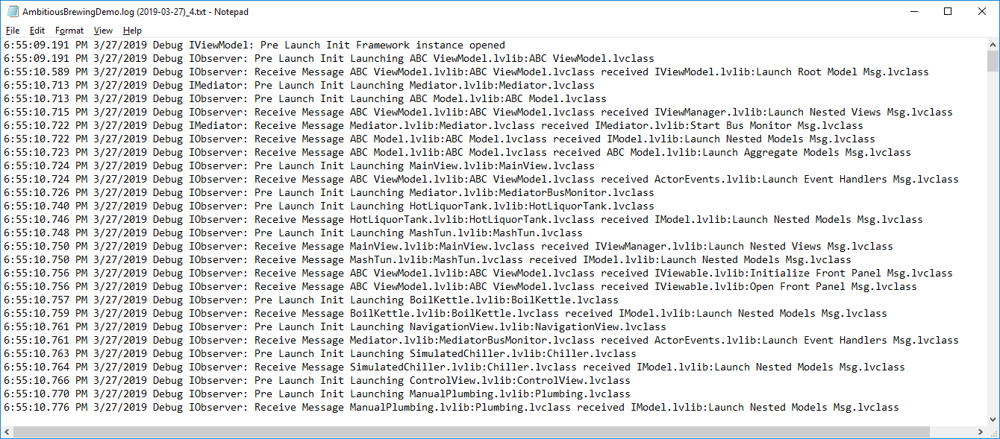 AmbitiousBrewingDemo.log (2019-03-27)_4.txt - Notepad
File Edit Format View Help
6:55:09.191 PM 3/27/2019 Debug IViewModel: Pre Launch Init Framework instance opened
6:55:09.191 PM 3/27/2019 Debug IObserver: Pre Launch Init Launching ABC ViewModel.lvlib:ABC ViewModel.lvclass
6:55:10.589 PM 3/27/2019 Debug IObserver: Receive Message ABC ViewModel.lvlib:ABC ViewModel.lvclass received IViewModel.lvlib:Launch Root Model Msg.lvclass
6:55:10.713 PM 3/27/2019 Debug IMediator: Pre Launch Init Launching Mediator.lvlib:Mediator.lvclass
6:55:10.713 PM 3/27/2019 Debug IObserver: Pre Launch Init Launching ABC Model.lvlib:ABC Model.lvclass
6:55:10.715 PM 3/27/2019 Debug IObserver: Receive Message ABC ViewModel.lvlib:ABC ViewModel.lvclass received IViewManager.lvlib:Launch Nested Views Msg.lvclass
6:55:10.722 PM 3/27/2019 Debug IMediator: Receive Message Mediator.lvlib:Mediator.lvclass received IMediator.lvlib:Start Bus Monitor Msg.lvclass
6:55:10.722 PM 3/27/2019 Debug IObserver: Receive Message ABC Model.lvlib:ABC Model.lvclass received IModel.lvlib:Launch Nested Models Msg.lvclass
6:55:10.723 PM 3/27/2019 Debug IObserver: Receive Message ABC Model.lvlib:ABC Model.lvclass received ABC Model.lvlib:Launch Aggregate Models Msg.lvclass
6:55:10.724 PM 3/27/2019 Debug IObserver: Pre Launch Init Launching MainView.lvlib:MainView.lvclass
6:55:10.724 PM 3/27/2019 Debug IObserver: Receive Message ABC ViewModel.lvlib:ABC ViewModel.lvclass received ActorEvents.lvlib:Launch Event Handlers Msg.lvclass
6:55:10.726 PM 3/27/2019 Debug IObserver: Pre Launch Init Launching Mediator.lvlib:MediatorBusMonitor.lvclass
6:55:10.740 PM 3/27/2019 Debug IObserver: Pre Launch Init Launching HotLiquorTank.lvlib:HotLiquorTank.lvclass
6:55:10.746 PM 3/27/2019 Debug IObserver: Receive Message HotLiquorTank.lvlib:HotLiquorTank.lvclass received IModel.lvlib:Launch Nested Models Msg.lvclass
6:55:10.748 PM 3/27/2019 Debug IObserver: Pre Launch Init Launching MashTun.lvlib:MashTun.lvclass
6:55:10.750 PM 3/27/2019 Debug IObserver: Receive Message MainView.lvlib:MainView.lvclass received IViewManager.lvlib:Launch Nested Views Msg.lvclass
6:55:10.750 PM 3/27/2019 Debug IObserver: Receive Message MashTun.lvlib:MashTun.lvclass received IModel.lvlib:Launch Nested Models Msg.lvclass
6:55:10.756 PM 3/27/2019 Debug IObserver: Receive Message ABC ViewModel.lvlib:ABC ViewModel.lvclass received IViewable.lvlib:Initialize Front Panel Msg.lvclass
6:55:10.756 PM 3/27/2019 Debug IObserver: Receive Message ABC ViewModel.lvlib:ABC ViewModel.lvclass received IViewable.lvlib:Open Front Panel Msg.lvclass
6:55:10.757 PM 3/27/2019 Debug IObserver: Pre Launch Init Launching BoilKettle.lvlib:BoilKettle.lvclass
6:55:10.759 PM 3/27/2019 Debug IObserver: Receive Message BoilKettle.lvlib:BoilKettle.lvclass received IModel.lvlib:Launch Nested Models Msg.lvclass
6:55:10.761 PM 3/27/2019 Debug IObserver: Pre Launch Init Launching NavigationView.lvlib:NavigationView.lvclass
6:55:10.761 PM 3/27/2019 Debug IObserver: Receive Message Mediator.lvlib:MediatorBusMonitor.lvclass received ActorEvents.lvlib:Launch Event Handlers Msg.lvclass
6:55:10.763 PM 3/27/2019 Debug IObserver: Pre Launch Init Launching SimulatedChiller.lvlib:Chiller.lvclass
6:55:10.764 PM 3/27/2019 Debug IObserver: Receive Message SimulatedChiller.lvlib:Chiller.lvclass received IModel.lvlib:Launch Nested Models Msg.lvclass
6:55:10.766 PM 3/27/2019 Debug IObserver: Pre Launch Init Launching ControlView.lvlib:ControlView.lvclass
6:55:10.770 PM 3/27/2019 Debug IObserver: Pre Launch Init Launching ManualPlumbing.lvlib:Plumbing.lvclass
6:55:10.776 PM 3/27/2019 Debug IObserver: Receive Message ManualPlumbing.lvlib:Plumbing.lvclass received IModel.lvlib:Launch Nested Models Msg.lvclass